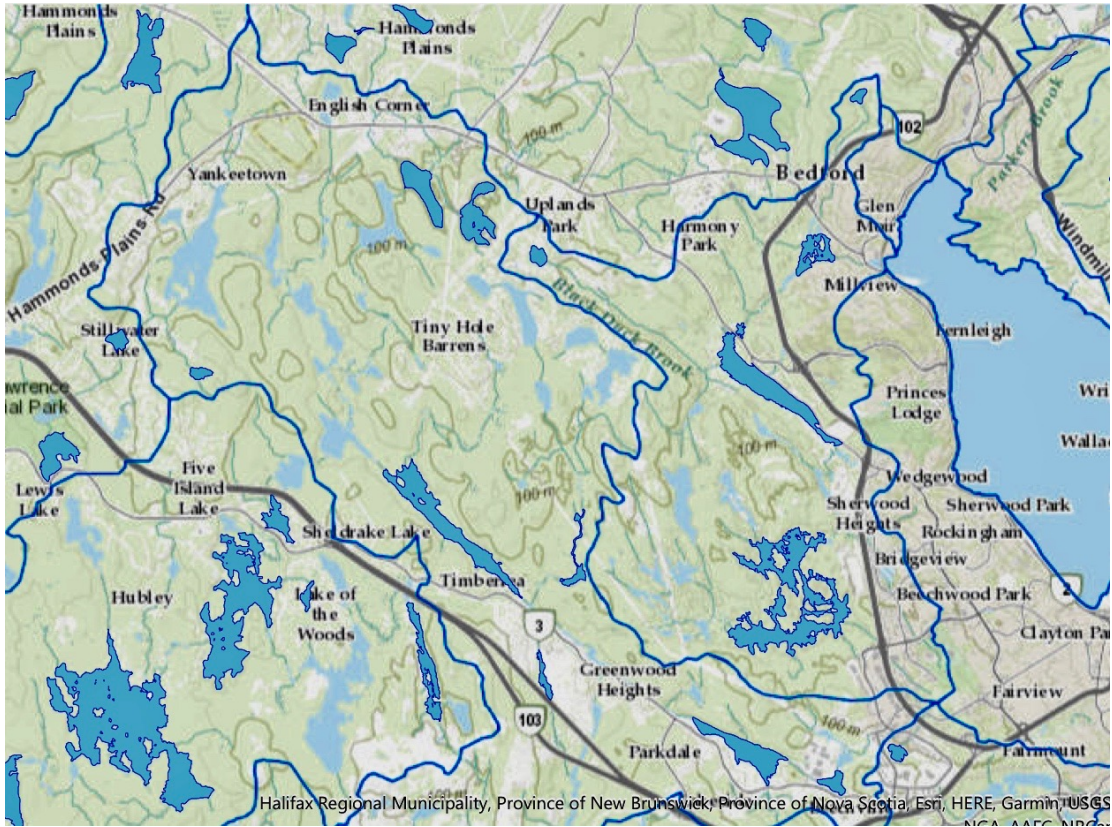 Hammonds
Plains
Hammonds
Plains
English Corner
100 m
102
Parkers Brook
Yankeetown
Bedford
Uplands
Park
Glen
Moir
Harmony
Park
100 m
Windmill
Hammonds Plains Rd
Millview
Black Duck Brook
Stillwater
Lake
Tiny Hole
Barrens
Fernleigh
Princes
Lodge
Wri
Walla
100 m
Five
Island
Lake
Lewis
Lake
100 m
Wedgewood
Sherwood
Heights
Sherwood Park
Rockingham
Sheldrake Lake
Bridgeview
Timberlea
Hubley
Lake of
the
Woods
Beechwood Park
2
3
Clayton Par
Greenwood
Heights
Fairview
103
100 m
Parkdale
Fairmount
Halifax Regional Municipality, Province of New Brunswick, Province of Nova Scotia, Esri, HERE, Garmin, USGS